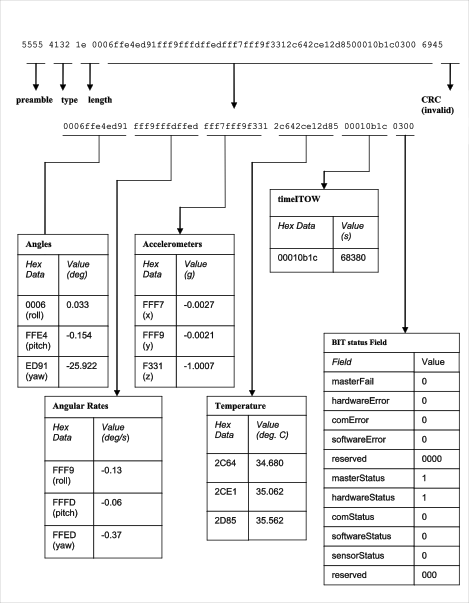 5555 4132 1e 0006ffe4ed91fff9fffdffedfff7fff9f3312c642ce12d8500010b1c0300 6945
preamble type length CRC
(invalid)
0006ffe4ed91 fff9fffdffed fff7fff9f331 2c642ce12d85 00010b1c 0300
timeITOW
Hex Data Value
(s)
00010b1c 68380
Angles
Hex Value
Data (deg)
0006 0.033
(roll)
FFE4 -0.154
(pitch)
ED91 -25.922
(yaw)
Accelerometers
Hex Value
Data (g)
FFF7 -0.0027
(x)
FFF9 -0.0021
(y)
F331 -1.0007
(z)
BIT status Field
Field Value
masterFail 0
hardwareError 0
comError 0
softwareError 0
reserved 0000
masterStatus 1
hardwareStatus 1
comStatus 0
softwareStatus 0
sensorStatus 0
reserved 000
Angular Rates
Hex Value
Data (deg/s)
FFF9 -0.13
(roll)
FFFD -0.06
(pitch)
FFED -0.37
(yaw)
Temperature
Hex Value
Data (deg. C)
2C64 34.680
2CE1 35.062
2D85 35.562